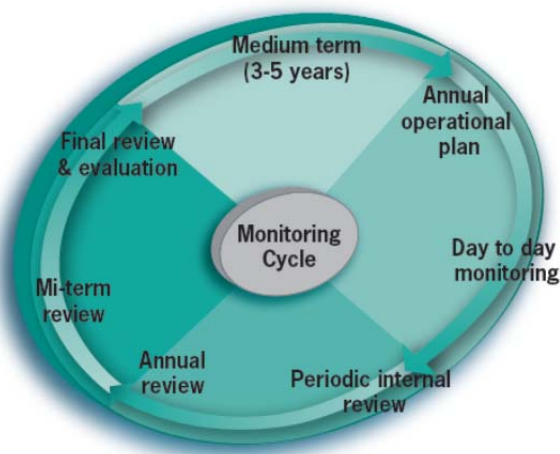 Medium term
(3-5 years)
Annual
operational
plan
Day to day
monitoring
Periodic internal
review
Annual
review
Mi-term
review
Final review
& evaluation
Monitoring
Cycle